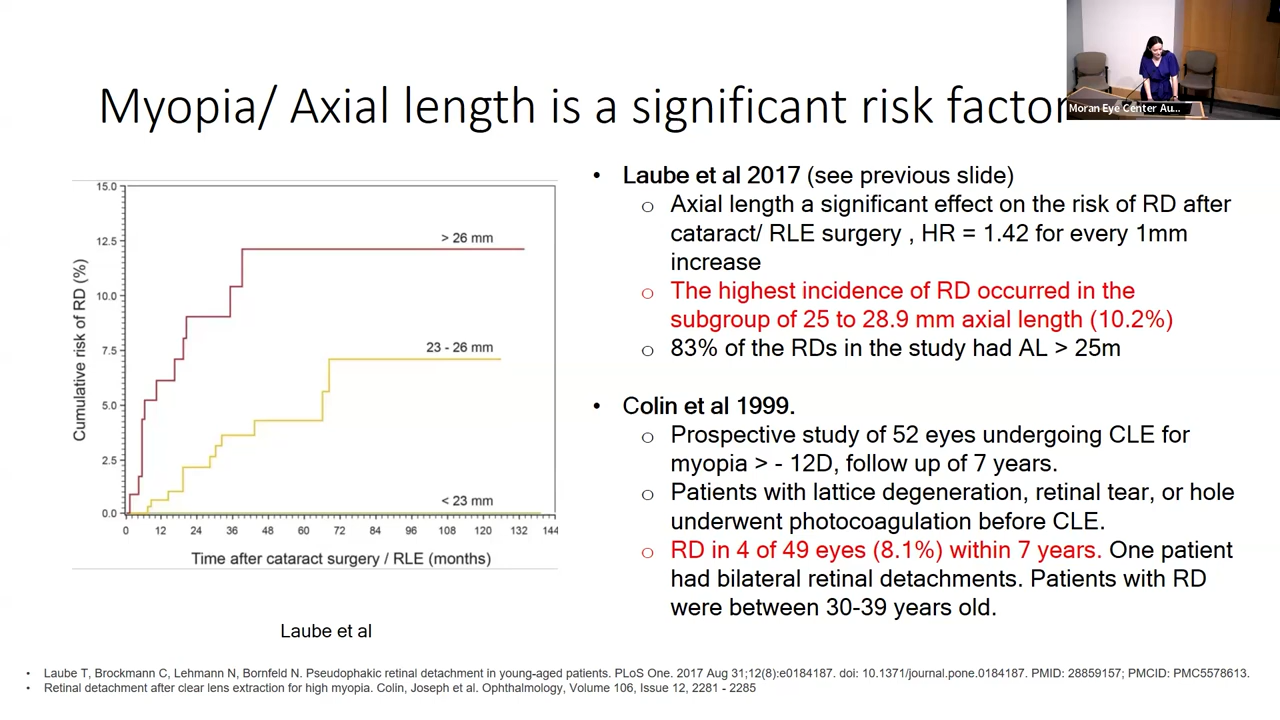 Myopia/ Axial length is a significant risk factor
Moran Eye Center Au...
15.0
12.5
10.0
7.5
5.0
2.5
0.0
Cumulative risk of RD (%)
> 26 mm
23 - 26 mm
< 23 mm
0 12 24 36 48 60 72 84 96 108 120 132 144
Time after cataract surgery / RLE (months)
Laube et al
• Laube et al 2017 (see previous slide)
o Axial length a significant effect on the risk of RD after
cataract/ RLE surgery , HR = 1.42 for every 1mm
increase
o The highest incidence of RD occurred in the
subgroup of 25 to 28.9 mm axial length (10.2%)
o 83% of the RDs in the study had AL > 25m
• Colin et al 1999.
o Prospective study of 52 eyes undergoing CLE for
myopia > - 12D, follow up of 7 years.
o Patients with lattice degeneration, retinal tear, or hole
underwent photocoagulation before CLE.
o RD in 4 of 49 eyes (8.1%) within 7 years. One patient
had bilateral retinal detachments. Patients with RD
were between 30-39 years old.
• Laube T, Brockmann C, Lehmann N, Bornfeld N. Pseudophakic retinal detachment in young-aged patients. PLoS One. 2017 Aug 31;12(8):e0184187. doi: 10.1371/journal.pone.0184187. PMID: 28859157; PMCID: PMC5578613.
• Retinal detachment after clear lens extraction for high myopia. Colin, Joseph et al. Ophthalmology, Volume 106, Issue 12, 2281 - 2285